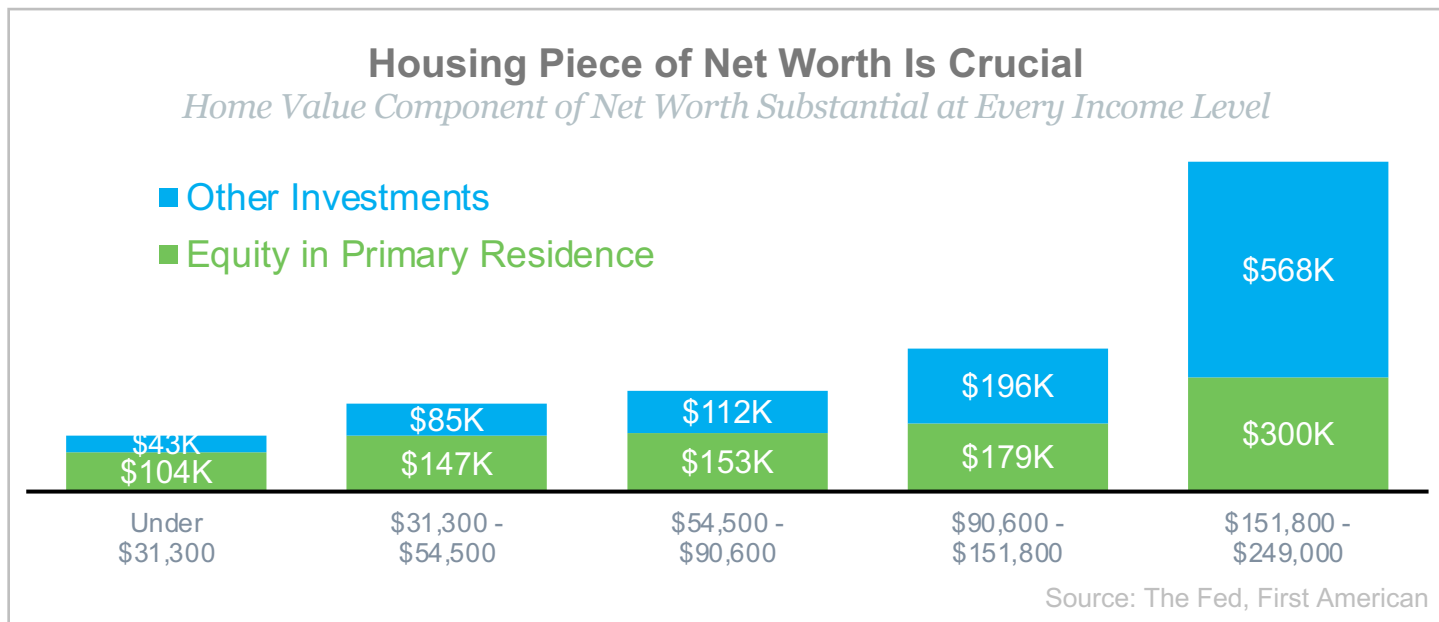 Housing Piece of Net Worth Is Crucial
Home Value Component of Net Worth Substantial at Every Income Level
Other Investments
Equity in Primary Residence
$43K
$104K
$85K
$147K
$112K
$153K
$196K
$179K
$568K
$300K
Under
$31,300
$31,300 -
$54,500
$54,500 -
$90,600
$90,600 -
$151,800
$151,800 -
$249,000
Source: The Fed, First American